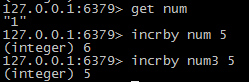 127.0.0.1:6379> get num
"1"
127.0.0.1:6379> incrby num 5
(integer) 6
127.0.0.1:6379> incrby num3 5
(integer) 5